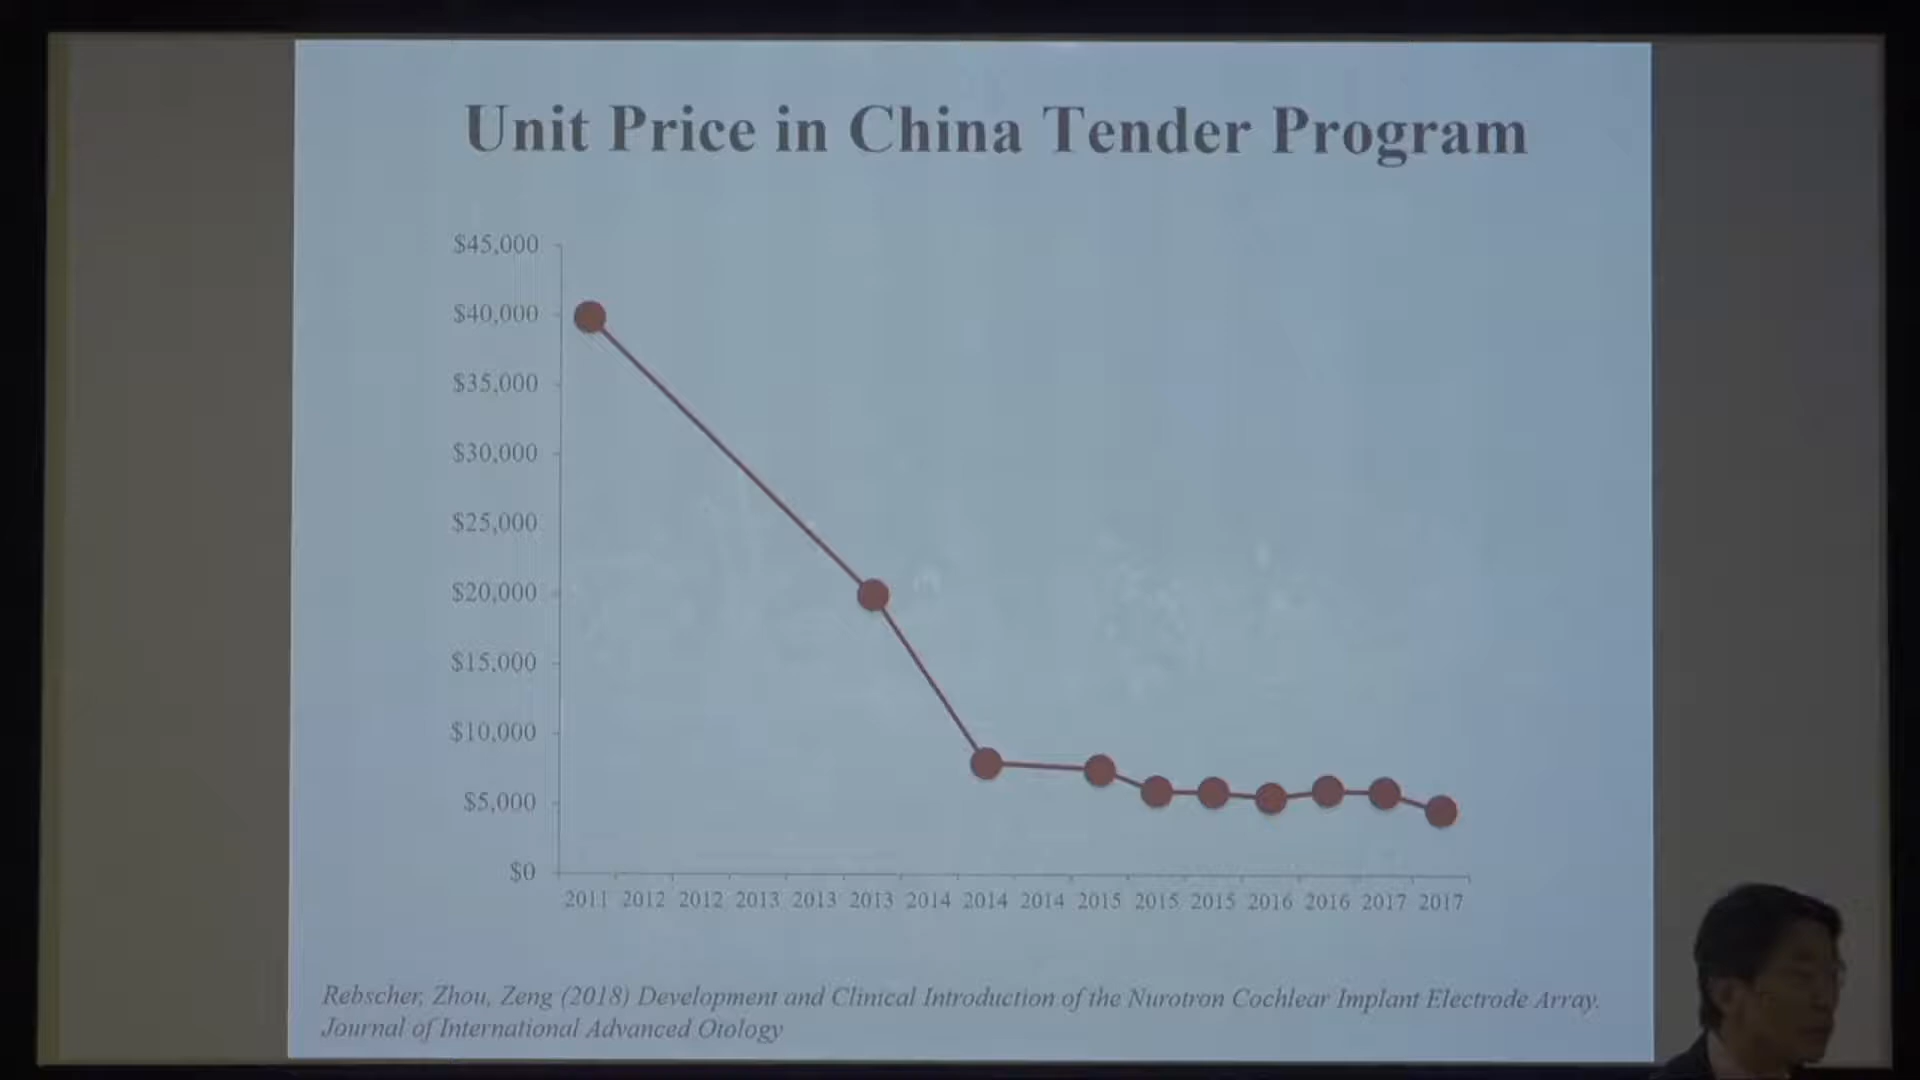 Unit Price in China Tender Program
$45,000
$40,000
$35,000
$30,000
$25,000
$20,000
$15,000
$10,000
$5,000
$0
2011 2012 2012 2013 2013 2013 2014 2014 2014 2015 2015 2015 2016 2016 2017 2017
Rebscher, Zhou, Zeng (2018) Development and Clinical Introduction of the Nurotron Cochlear Implant Electrode Array.
Journal of International Advanced Otology